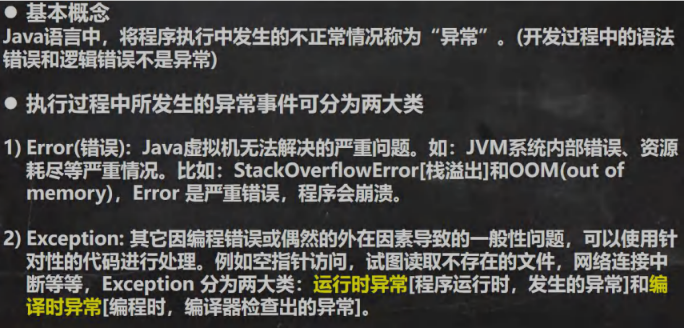 ● 基本概念
Java语言中，将程序执行中发生的不正常情况称为“异常”。(开发过程中的语法
错误和逻辑错误不是异常)
● 执行过程中所发生的异常事件可分为两大类
1) Error(错误)：Java虚拟机无法解决的严重问题。如：JVM系统内部错误、资源
耗尽等严重情况。比如：StackOverflowError[栈溢出]和OOM(out of
memory)，Error 是严重错误，程序会崩溃。
2) Exception: 其它因编程错误或偶然的外在因素导致的一般性问题，可以使用针
对性的代码进行处理。例如空指针访问，试图读取不存在的文件，网络连接中
断等等，Exception 分为两大类：运行时异常[程序运行时，发生的异常]和编
译时异常[编程时，编译器检查出的异常]。